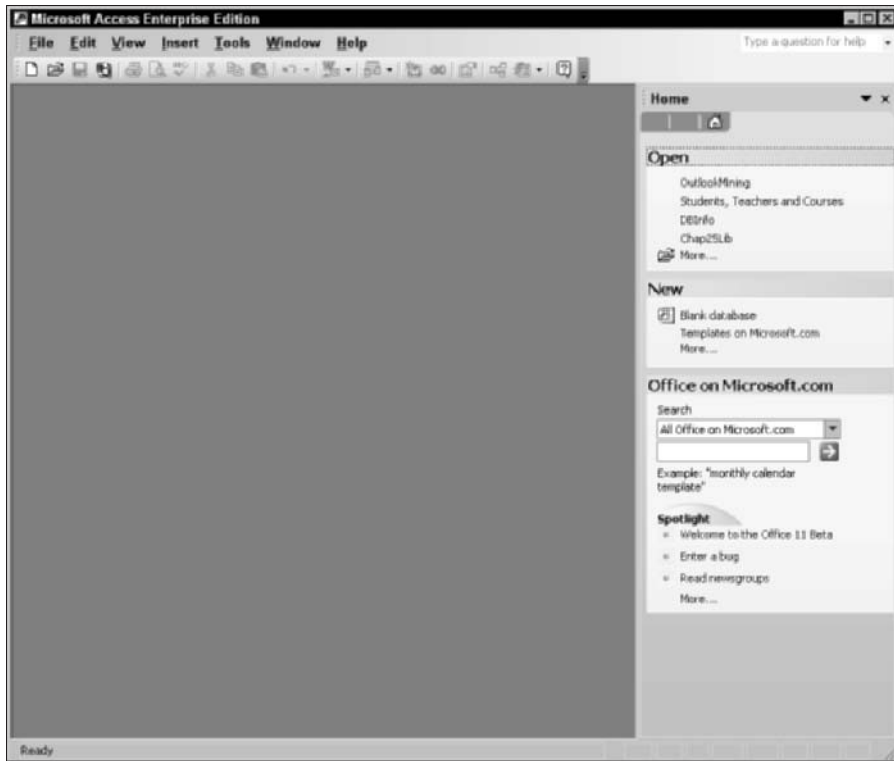 Microsoft Access Enterprise Edition
File Edit View Insert Tools Window Help
Type a question for help
Home
Open
OutlookMining
Students, Teachers and Courses
DBInfo
Chap25Lib
More...
New
Blank database
Templates on Microsoft.com
More...
Office on Microsoft.com
Search
All Office on Microsoft.com
Example: "monthly calendar
template"
Spotlight
Welcome to the Office 11 Beta
Enter a bug
Read newsgroups
More...
Ready